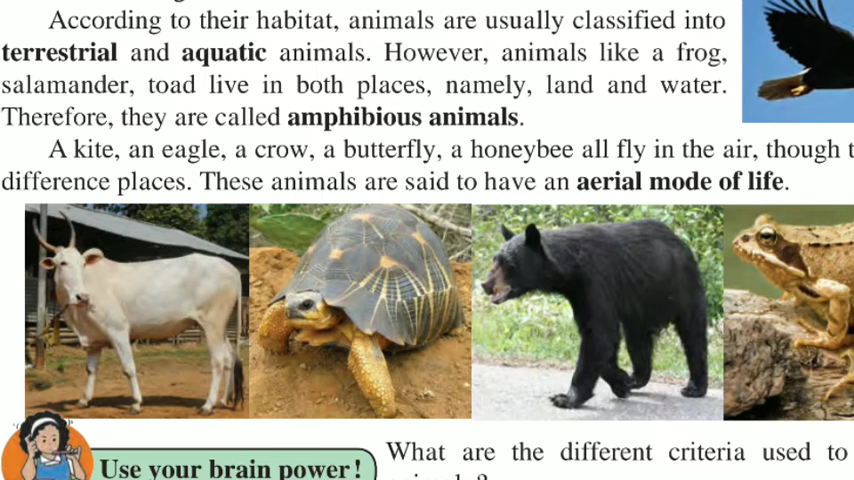 According to their habitat, animals are usually classified into
terrestrial and aquatic animals. However, animals like a frog,
salamander, toad live in both places, namely, land and water.
Therefore, they are called amphibious animals.
A kite, an eagle, a crow, a butterfly, a honeybee all fly in the air, though
difference places. These animals are said to have an aerial mode of life.
Use your brain power!
What are the different criteria used to